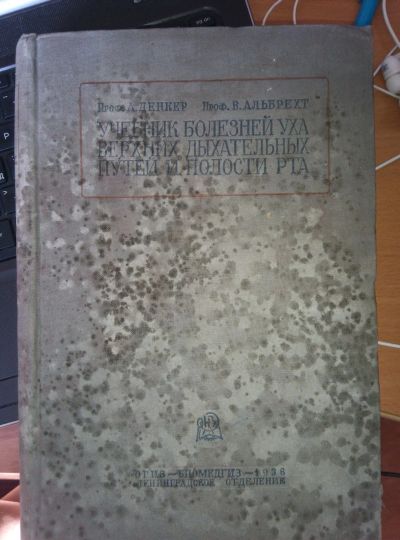 Проф. А. ДЕНКЕР Проф. В. АЛЬБРЕХТ
УЧЕБНИК БОЛЕЗНЕЙ УХА
ВЕРХНИХ ДЫХАТЕЛЬНЫХ
ПУТЕЙ И ПОЛОСТИ РТА
ОГИЗ—БИОМЕДГИЗ—1936
ЛЕНИНГРАДСКОЕ ОТДЕЛЕНИЕ